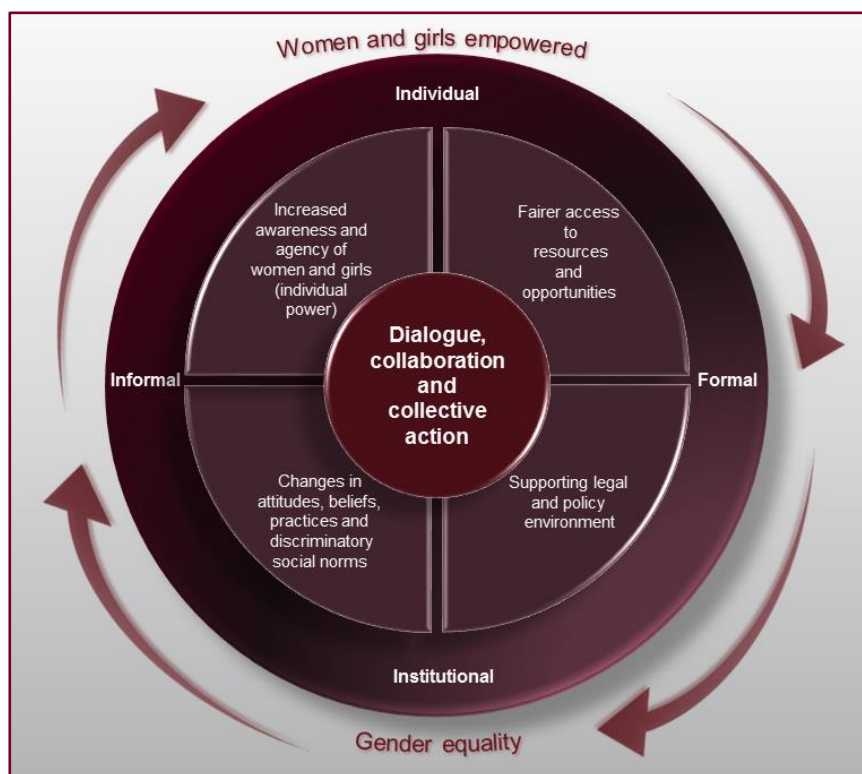 Women and girls empowered
Individual
Increased
awareness and
agency of
women and girls
(individual
power)
Fairer access
to
resources
and
opportunities
Dialogue,
collaboration
and
collective
action
Informal
Formal
Changes in
attitudes, beliefs,
practices and
discriminatory
social norms
Supporting legal
and policy
environment
Institutional
Gender equality